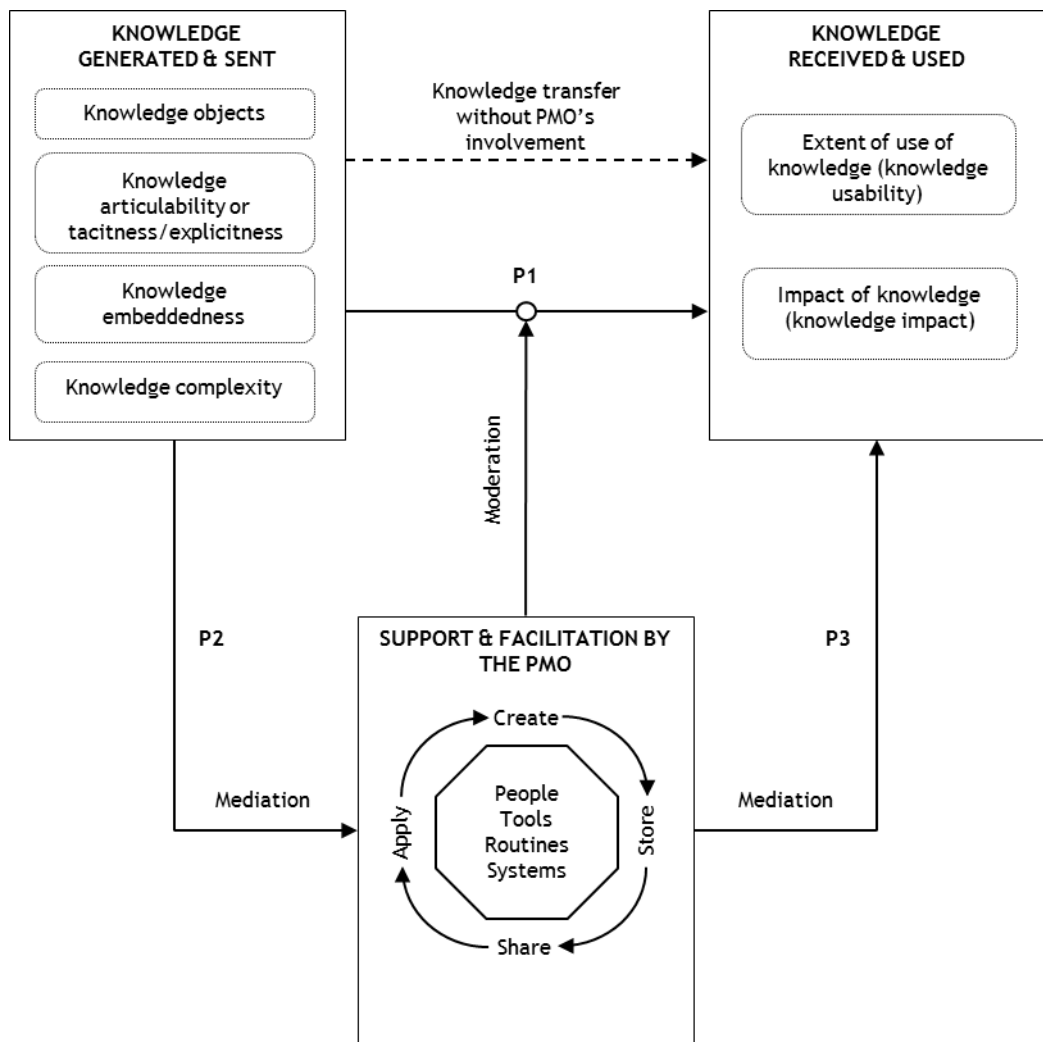 KNOWLEDGE
GENERATED & SENT
Knowledge objects
Knowledge
articulability or
tacitness/explicitness
Knowledge
embeddedness
Knowledge complexity
Knowledge transfer
without PMO's
involvement
P1
KNOWLEDGE
RECEIVED & USED
Extent of use of
knowledge (knowledge
usability)
Impact of knowledge
(knowledge impact)
Moderation
P2
P3
Mediation
SUPPORT & FACILITATION BY
THE PMO
Create
Store
Share
Apply
People
Tools
Routines
Systems
Mediation